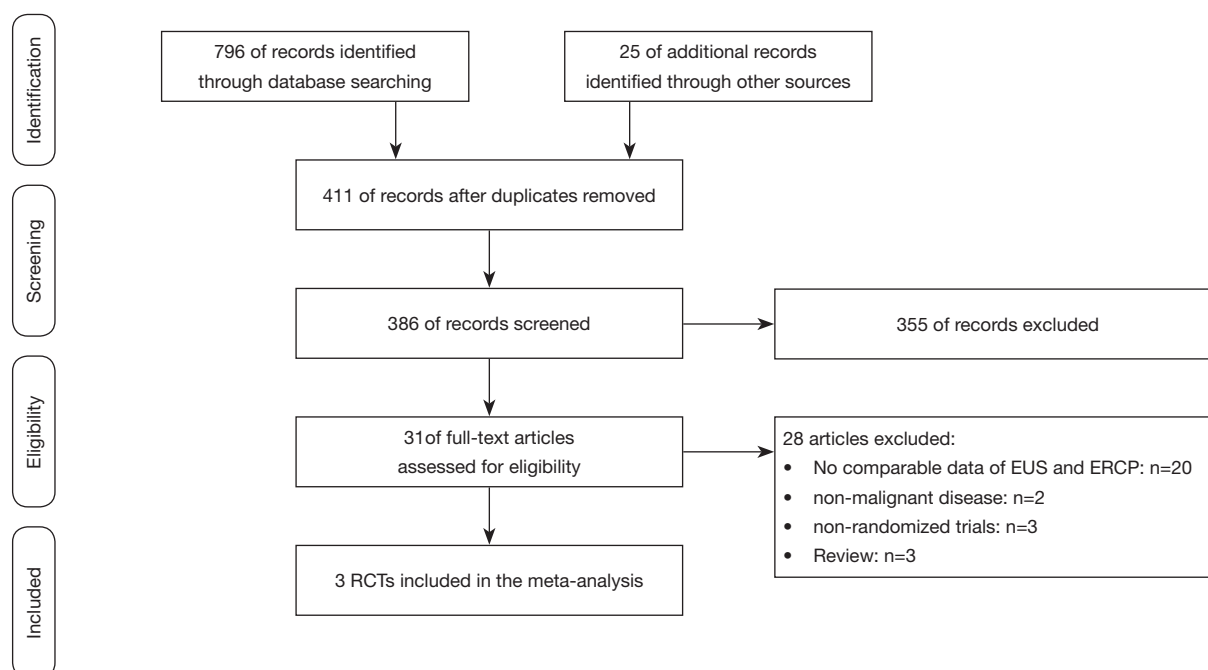 Identification
796 of records identified
through database searching
25 of additional records
identified through other sources
411 of records after duplicates removed
Screening
386 of records screened
355 of records excluded
Eligibility
31of full-text articles
assessed for eligibility
28 articles excluded:
• No comparable data of EUS and ERCP: n=20
• non-malignant disease: n=2
• non-randomized trials: n=3
• Review: n=3
Included
3 RCTs included in the meta-analysis